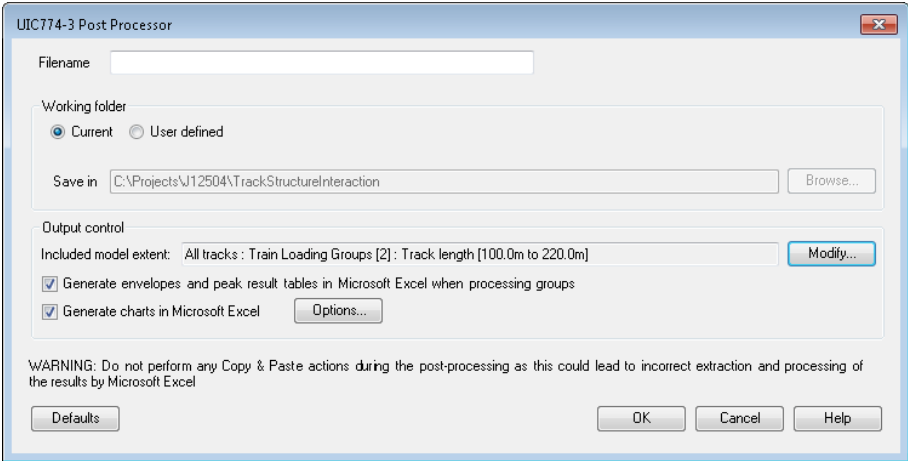 UIC774-3 Post Processor
Filename
Working folder
Current User defined
Save in C:\Projects\J12504\TrackStructureInteraction Browse...
Output control
Included model extent: All tracks : Train Loading Groups [2] : Track length [100.0m to 220.0m] Modify...
Generate envelopes and peak result tables in Microsoft Excel when processing groups
Generate charts in Microsoft Excel Options...
WARNING: Do not perform any Copy & Paste actions during the post-processing as this could lead to incorrect extraction and processing of
the results by Microsoft Excel
Defaults OK Cancel Help